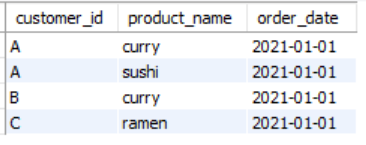 customer_id product_name order_date
A curry 2021-01-01
A sushi 2021-01-01
B curry 2021-01-01
C ramen 2021-01-01